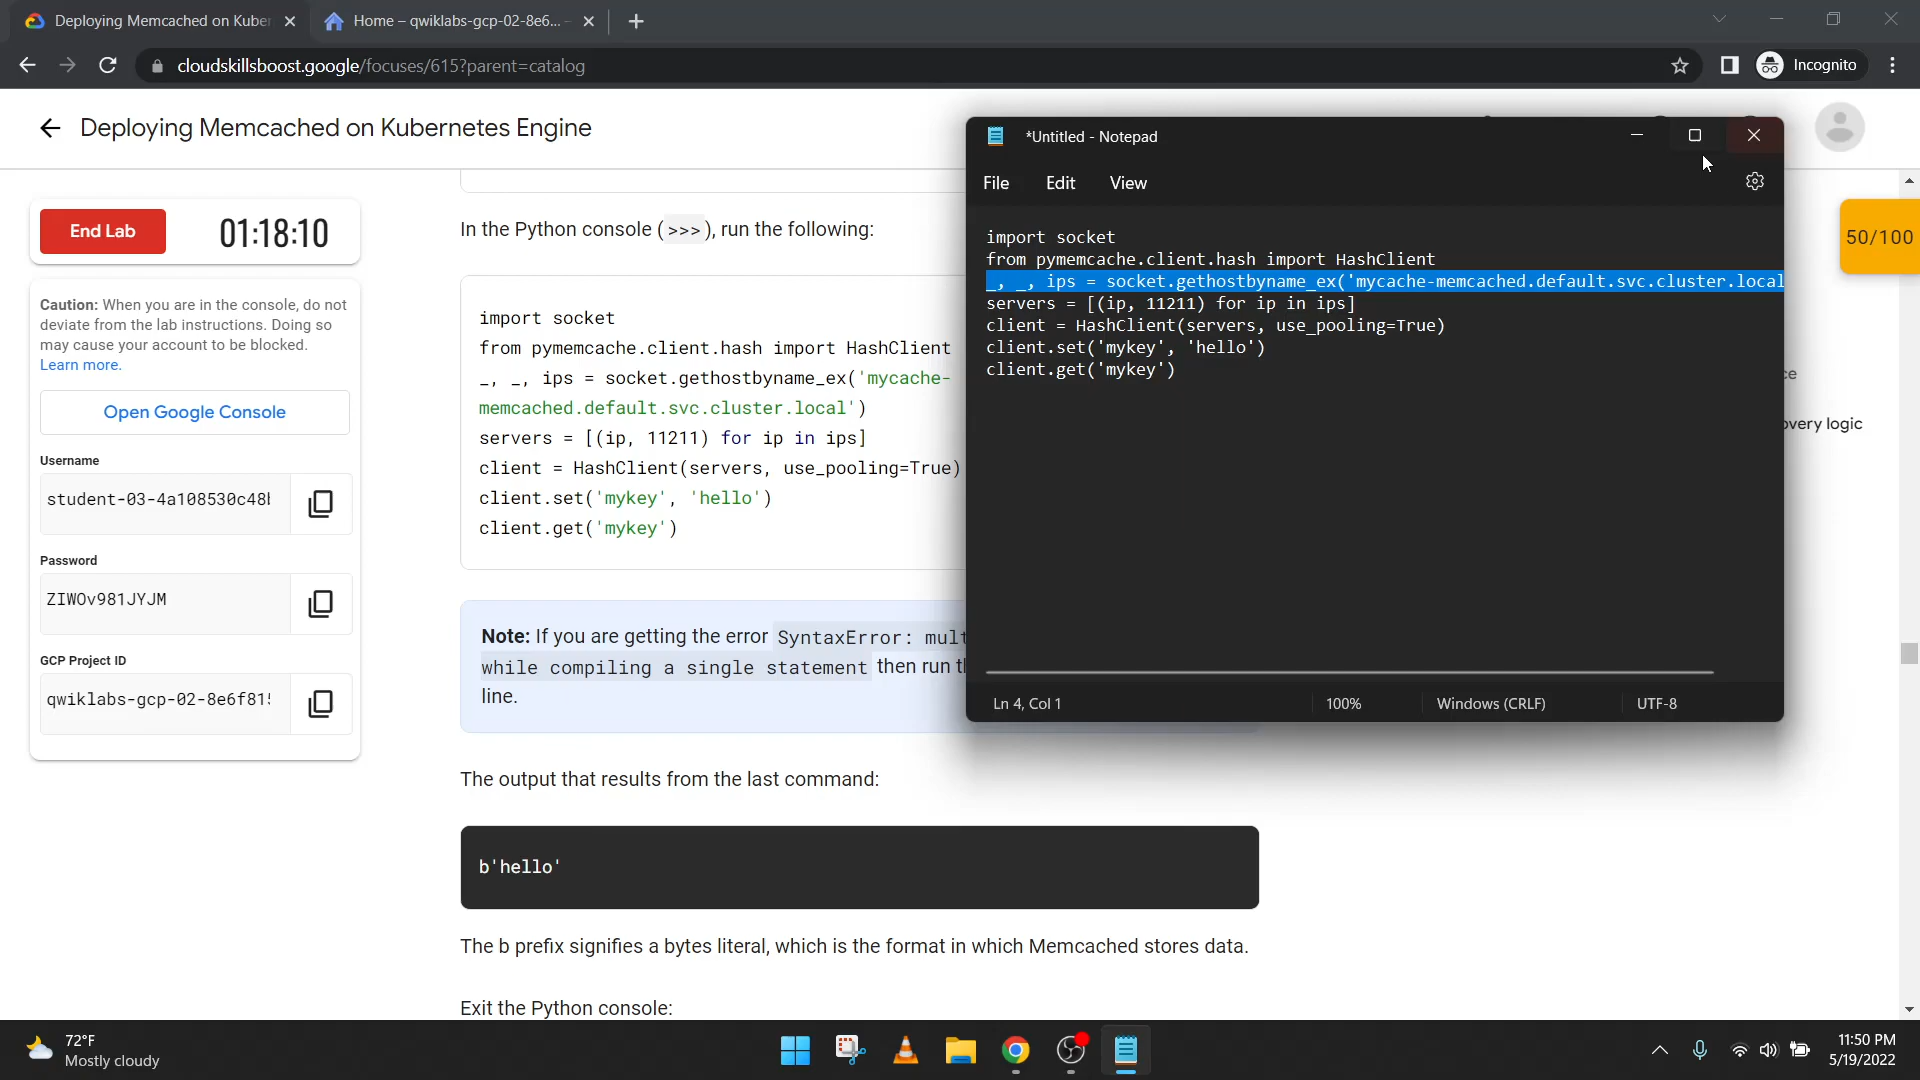 Deploying Memcached on Kuber
Home – qwiklabs-gcp-02-8e6... –
cloudskillsboost.google/focuses/615?parent=catalog
Incognito
Deploying Memcached on Kubernetes Engine
End Lab
01:18:10
Caution: When you are in the console, do not
deviate from the lab instructions. Doing so
may cause your account to be blocked.
Learn more.
Open Google Console
Username
student-03-4a108530c48
Password
ZIWOv981JYJM
GCP Project ID
qwiklabs-gcp-02-8e6f81
In the Python console ( >>> ), run the following:
import socket
from pymemcache.client.hash import HashClient
_, _, ips = socket.gethostbyname_ex('mycache-
memcached.default.svc.cluster.local')
servers = [(ip, 11211) for ip in ips]
client = HashClient(servers, use_pooling=True)
client.set('mykey', 'hello')
client.get('mykey')
Note: If you are getting the error SyntaxError: mult
while compiling a single statement then run t
line.
The output that results from the last command:
b'hello'
The b prefix signifies a bytes literal, which is the format in which Memcached stores data.
Exit the Python console:
*Untitled - Notepad
File Edit View
import socket
from pymemcache.client.hash import HashClient
_, _, ips = socket.gethostbyname_ex('mycache-memcached.default.svc.cluster.local
servers = [(ip, 11211) for ip in ips]
client = HashClient(servers, use_pooling=True)
client.set('mykey', 'hello')
client.get('mykey')
Ln 4, Col 1
100%
Windows (CRLF)
UTF-8
50/100
ce
overy logic
72°F
Mostly cloudy
11:50 PM
5/19/2022